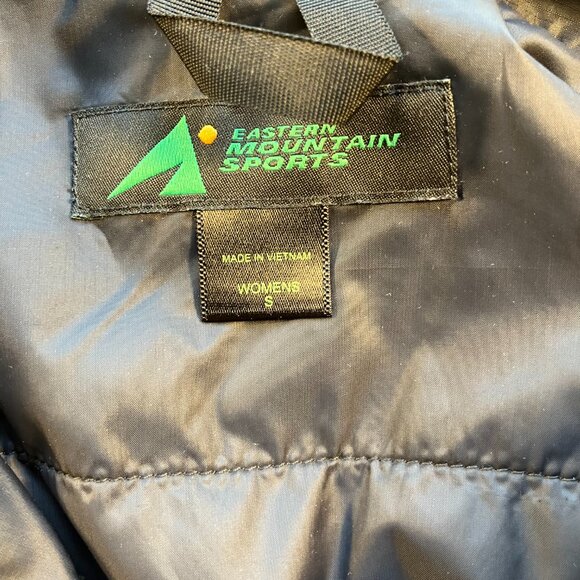 EASTERN
MOUNTAIN
SPORTS
MADE IN VIETNAM
WOMENS
S